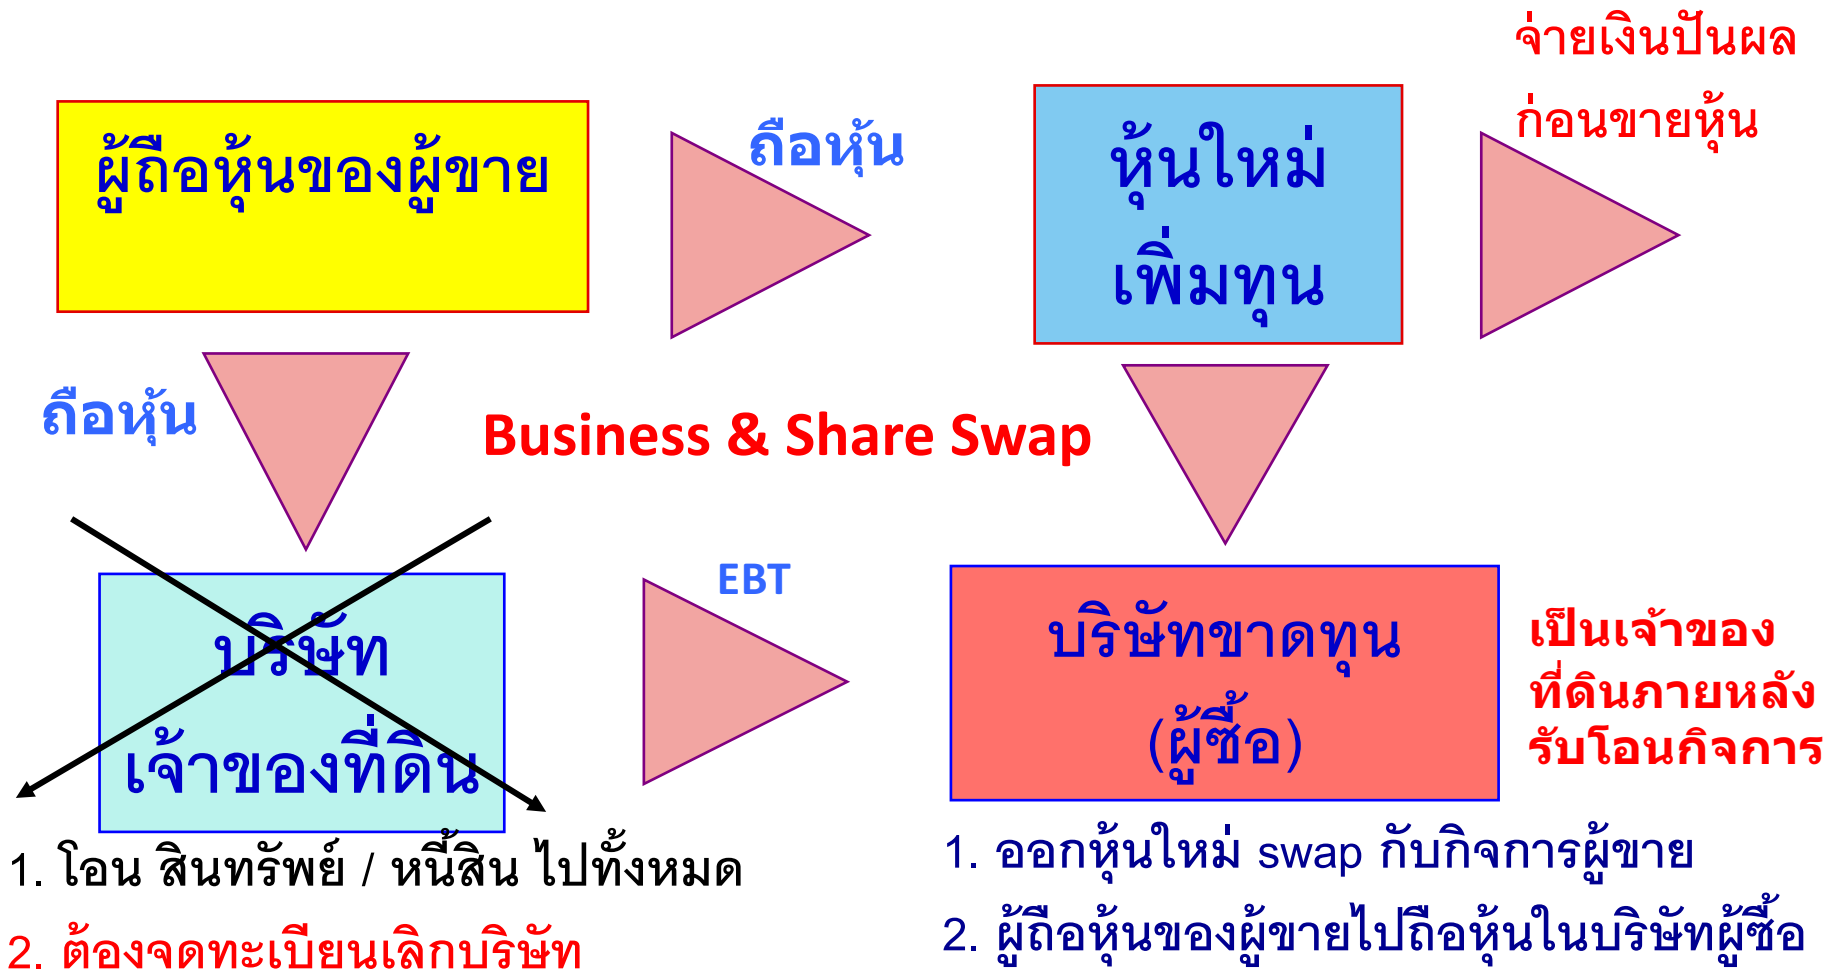 จ่ายเงินปันผล
ก่อนขายหุ้น
ผู้ถือหุ้นของผู้ขาย
ถือหุ้น
หุ้นใหม่
เพิ่มทุน
ถือหุ้น
Business & Share Swap
EBT
บริษัท
เจ้าของที่ดิน
บริษัทขาดทุน
(ผู้ซื้อ)
เป็นเจ้าของ
ที่ดินภายหลัง
รับโอนกิจการ
1. โอน สินทรัพย์ / หนี้สิน ไปทั้งหมด
2. ต้องจดทะเบียนเลิกบริษัท
1. ออกหุ้นใหม่ swap กับกิจการผู้ขาย
2. ผู้ถือหุ้นของผู้ขายไปถือหุ้นในบริษัทผู้ซื้อ